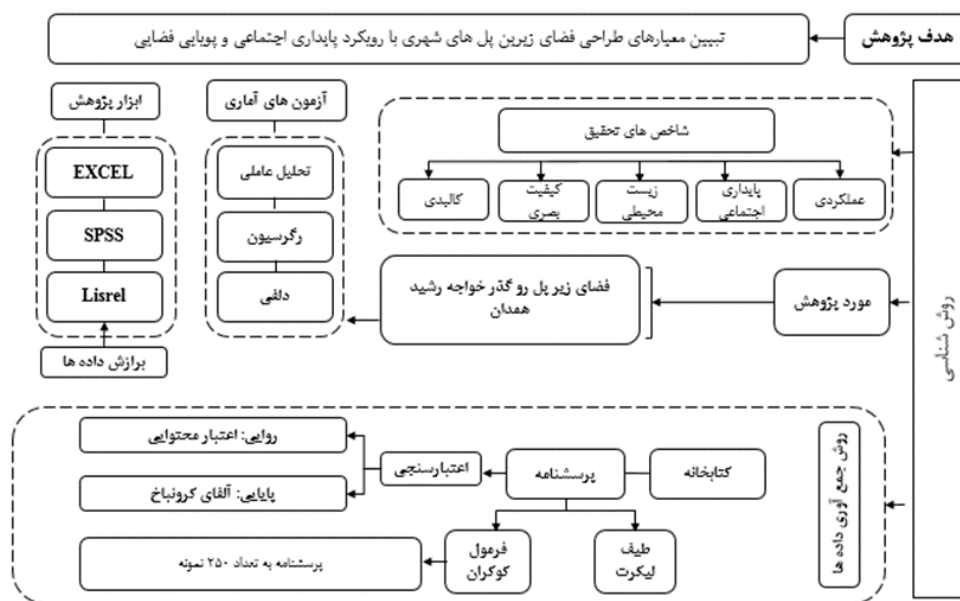 هدف پژوهش
تبیین معیارهای طراحی فضای زیرین پل های شهری با رویکرد پایداری اجتماعی و پویایی فضایی
روش شناسی
شاخص های تحقیق
عملکردی
پایداری
اجتماعی
زیست
محیطی
کیفیت
بصری
کالبدی
آزمون های آماری
تحلیل عاملی
رگرسیون
دلفی
ابزار پژوهش
EXCEL
SPSS
Lisrel
برازش داده ها
مورد پژوهش
فضای زیر پل رو گذر خواجه رشید
همدان
روش جمع آوری داده ها
کتابخانه
پرسشنامه
اعتبارسنجی
روایی: اعتبار محتوایی
پایایی: آلفای کرونباخ
طیف
لیکرت
فرمول
کوکران
پرسشنامه به تعداد ۲۵۰ نمونه